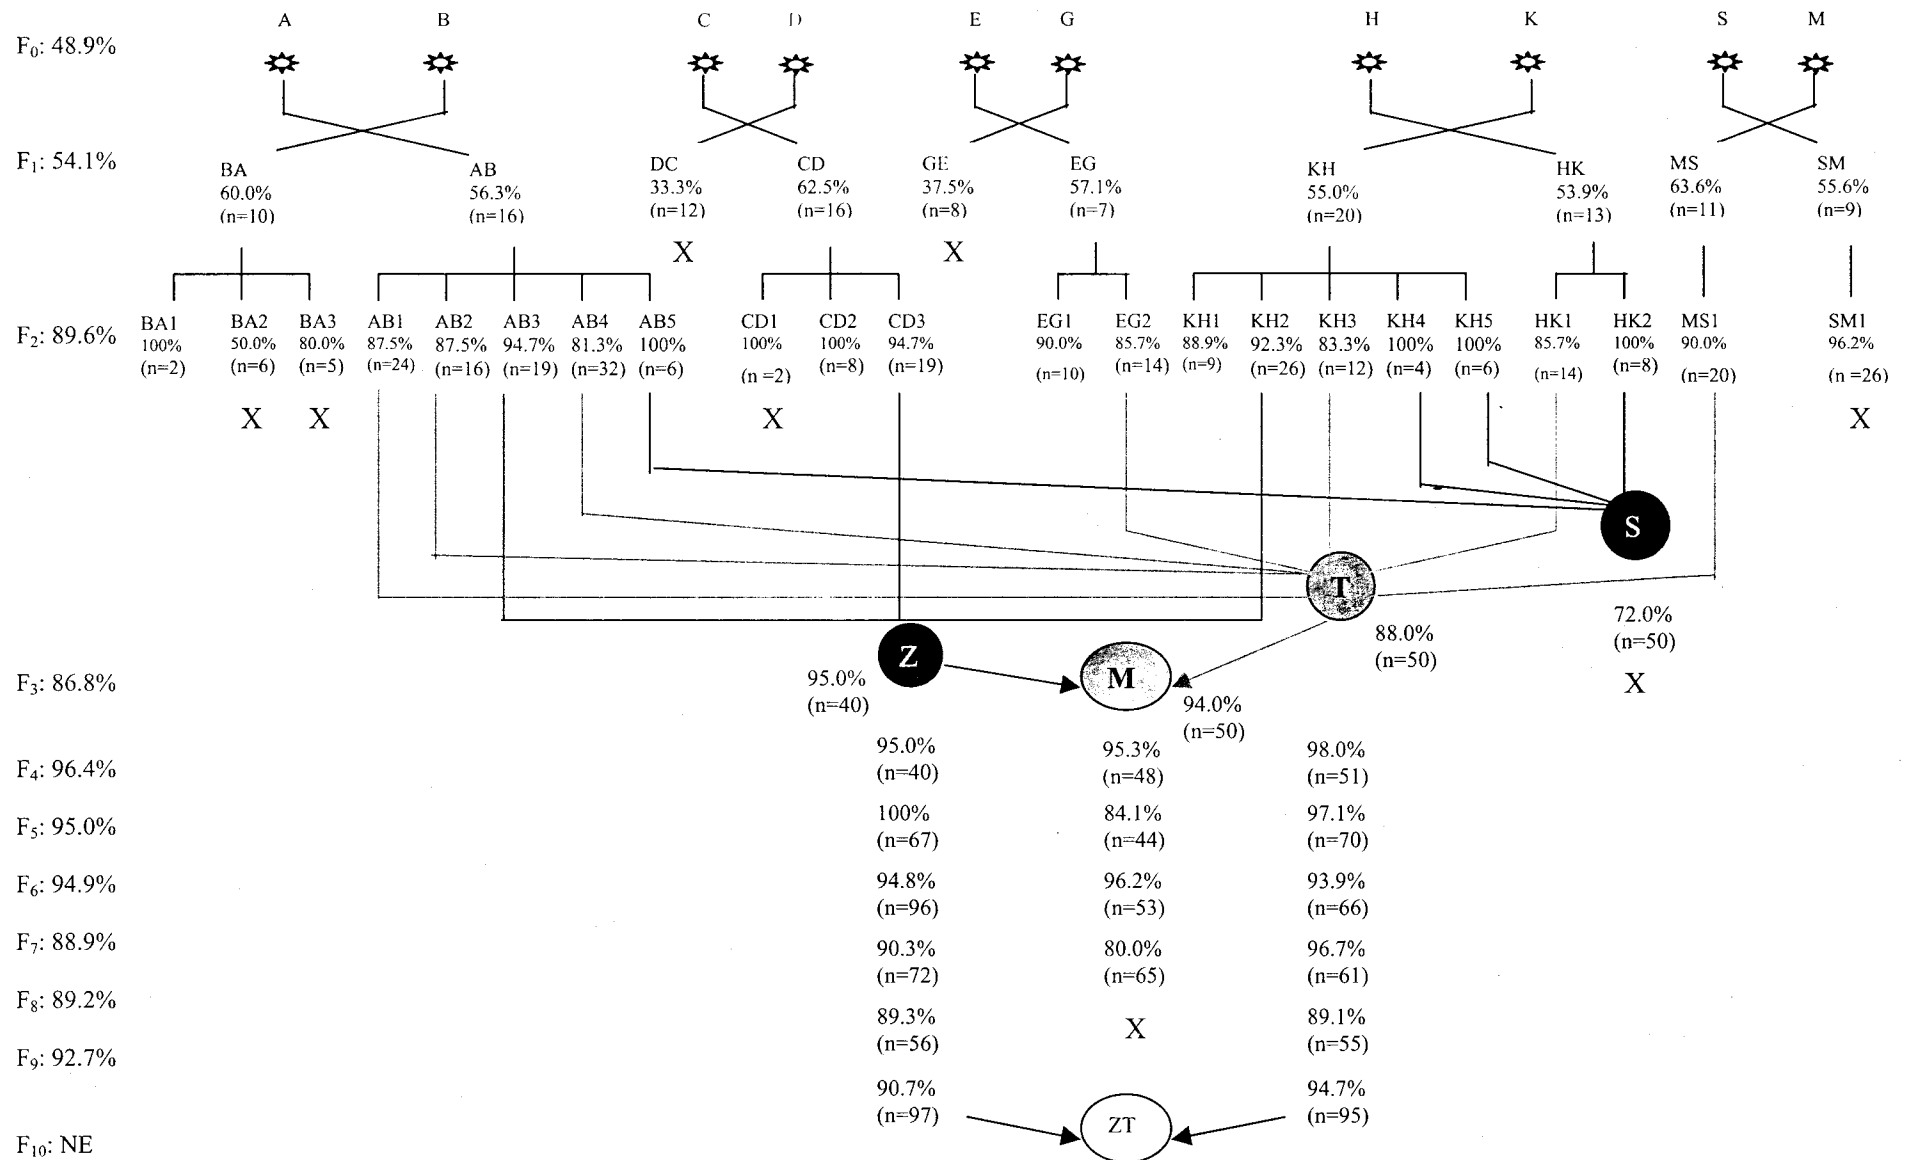 A B C D E G H K S M
F₀: 48.9%
F₁: 54.1%
BA AB DC CD GE EG KH HK MS SM
60.0% 56.3% 33.3% 62.5% 37.5% 57.1% 55.0% 53.9% 63.6% 55.6%
(n=10) (n=16) (n=12) (n=16) (n=8) (n=7) (n=20) (n=13) (n=11) (n=9)
X X
F₂: 89.6%
BA1 BA2 BA3 AB1 AB2 AB3 AB4 AB5 CD1 CD2 CD3 EG1 EG2 KH1 KH2 KH3 KH4 KH5 HK1 HK2 MS1 SM1
100% 50.0% 80.0% 87.5% 87.5% 94.7% 81.3% 100% 100% 100% 94.7% 90.0% 85.7% 88.9% 92.3% 83.3% 100% 100% 85.7% 100% 90.0% 96.2%
(n=2) (n=6) (n=5) (n=24) (n=16) (n=19) (n=32) (n=6) (n =2) (n=8) (n=19) (n=10) (n=14) (n=9) (n=26) (n=12) (n=4) (n=6) (n=14) (n=8) (n=20) (n =26)
X X X X
S
T
72.0%
(n=50)
88.0%
(n=50)
Z
M
F₃: 86.8%
95.0%
(n=40)
94.0%
(n=50)
X
F₄: 96.4%
95.0% 95.3% 98.0%
(n=40) (n=48) (n=51)
F₅: 95.0%
100% 84.1% 97.1%
(n=67) (n=44) (n=70)
F₆: 94.9%
94.8% 96.2% 93.9%
(n=96) (n=53) (n=66)
F₇: 88.9%
90.3% 80.0% 96.7%
(n=72) (n=65) (n=61)
F₈: 89.2%
89.3% X 89.1%
(n=56) (n=55)
F₉: 92.7%
90.7% 94.7%
(n=97) (n=95)
ZT
F₁₀: NE